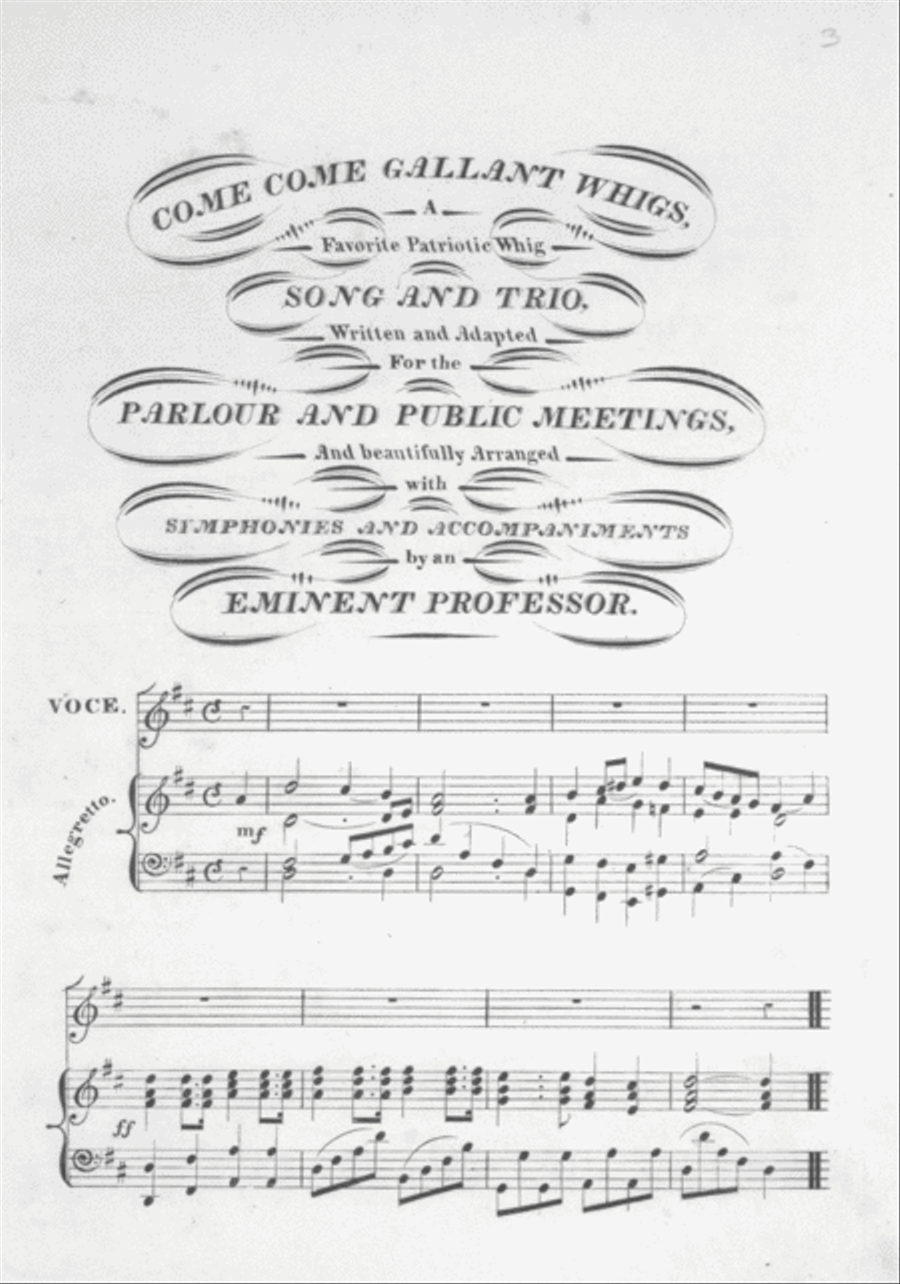 3
COME COME GALLANT WHIGS,
A
Favorite Patriotic Whig
SONG AND TRIO,
Written and Adapted
For the
PARLOUR AND PUBLIC MEETINGS,
And beautifully Arranged
with
SYMPHONIES AND ACCOMPANIMENTS
by an
EMINENT PROFESSOR.
VOCE.
Allegretto.
mf
ff